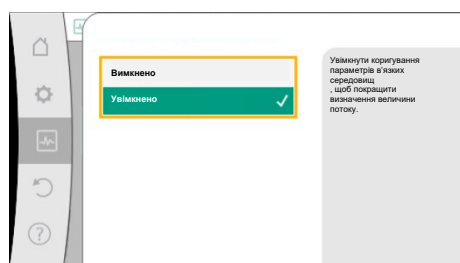 Вимкнено
Увімкнено
Увімкнути коригування
параметрів в'язких
середовищ
, щоб покращити
визначення величини
потоку.